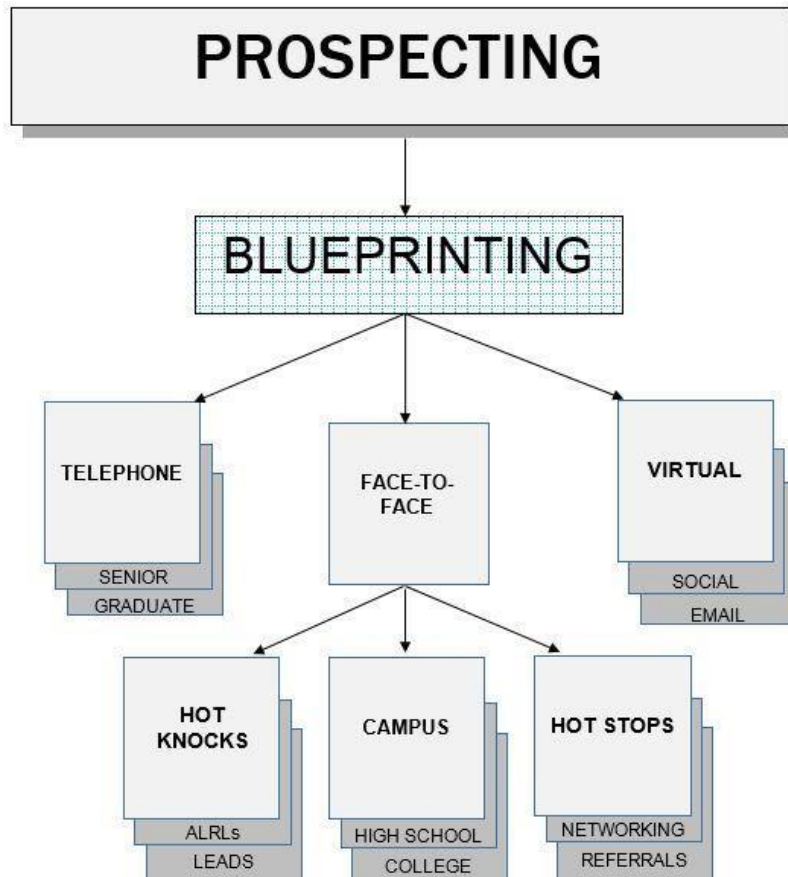 PROSPECTING
BLUEPRINTING
TELEPHONE
SENIOR
GRADUATE
FACE-TO-
FACE
VIRTUAL
SOCIAL
EMAIL
HOT
KNOCKS
ALRLs
LEADS
CAMPUS
HIGH SCHOOL
COLLEGE
HOT STOPS
NETWORKING
REFERRALS